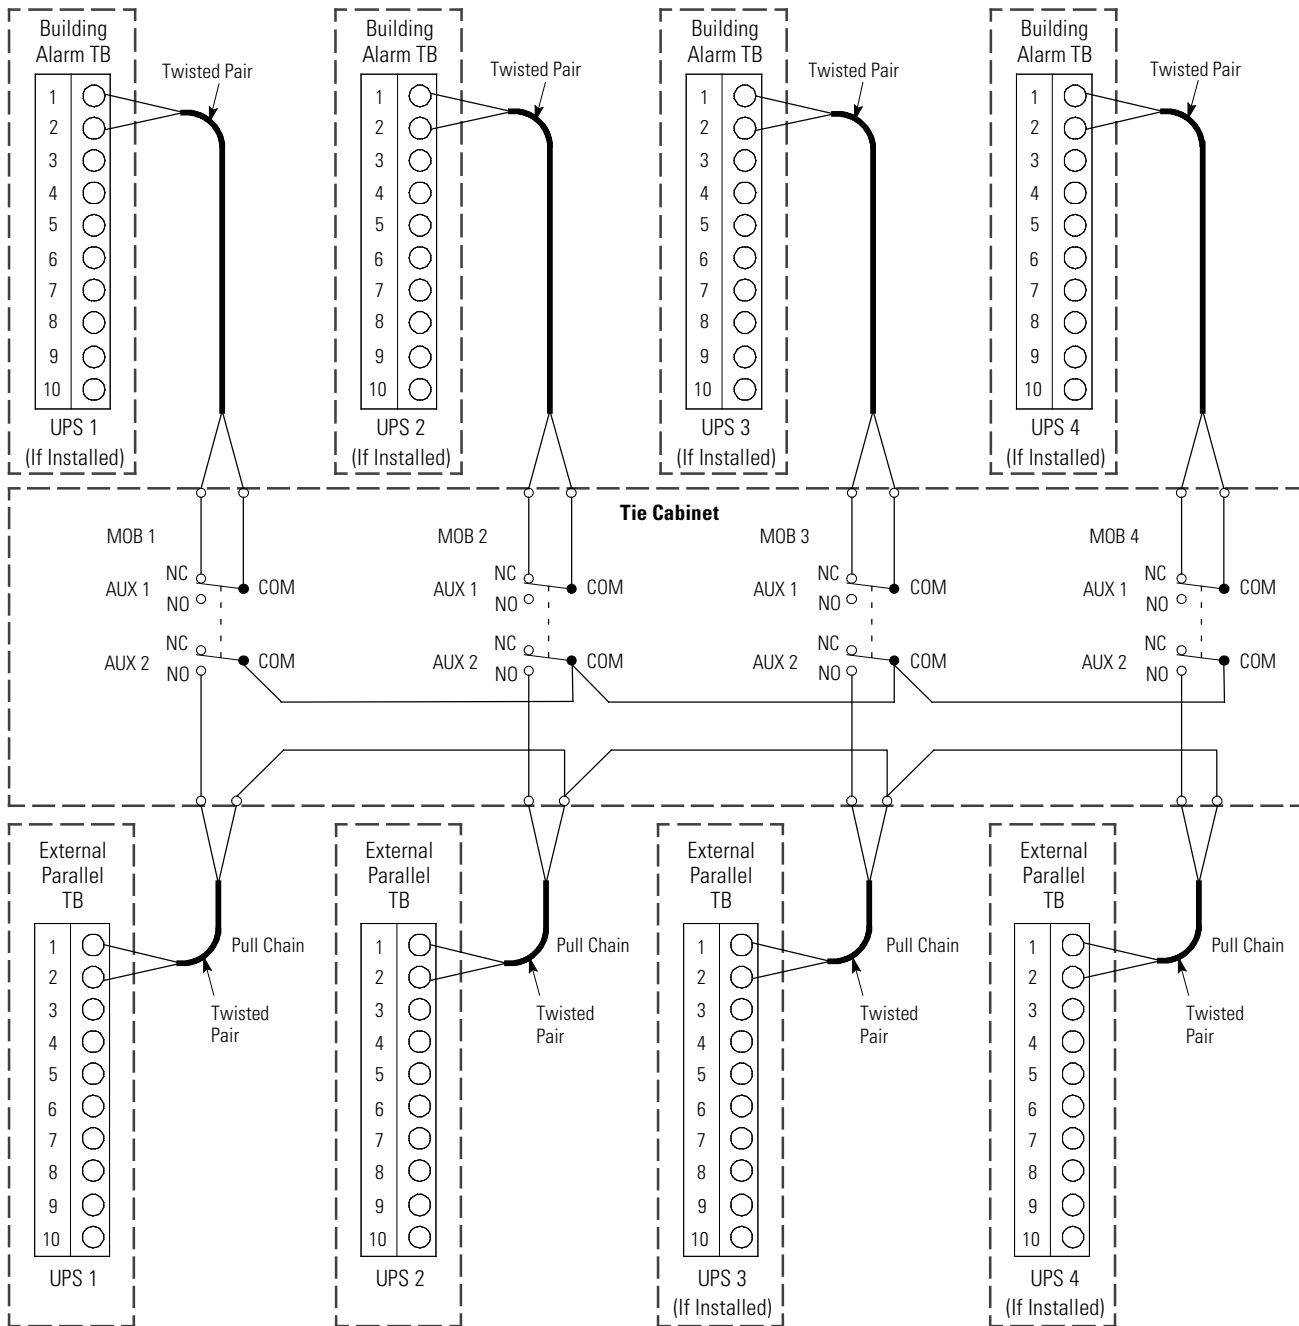 Building
Alarm TB
Twisted Pair
1
2
3
4
5
6
7
8
9
10
UPS 1
(If Installed)
Building
Alarm TB
Twisted Pair
1
2
3
4
5
6
7
8
9
10
UPS 2
(If Installed)
Building
Alarm TB
Twisted Pair
1
2
3
4
5
6
7
8
9
10
UPS 3
(If Installed)
Building
Alarm TB
Twisted Pair
1
2
3
4
5
6
7
8
9
10
UPS 4
(If Installed)
Tie Cabinet
MOB 1
NC
AUX 1
COM
NO
NC
AUX 2
COM
NO
MOB 2
NC
AUX 1
COM
NO
NC
AUX 2
COM
NO
MOB 3
NC
AUX 1
COM
NO
NC
AUX 2
COM
NO
MOB 4
NC
AUX 1
COM
NO
NC
AUX 2
COM
NO
External
Parallel
TB
1
2
3
4
5
6
7
8
9
10
Pull Chain
Twisted
Pair
UPS 1
External
Parallel
TB
1
2
3
4
5
6
7
8
9
10
Pull Chain
Twisted
Pair
UPS 2
External
Parallel
TB
1
2
3
4
5
6
7
8
9
10
Pull Chain
Twisted
Pair
UPS 3
(If Installed)
External
Parallel
TB
1
2
3
4
5
6
7
8
9
10
Pull Chain
Twisted
Pair
UPS 4
(If Installed)